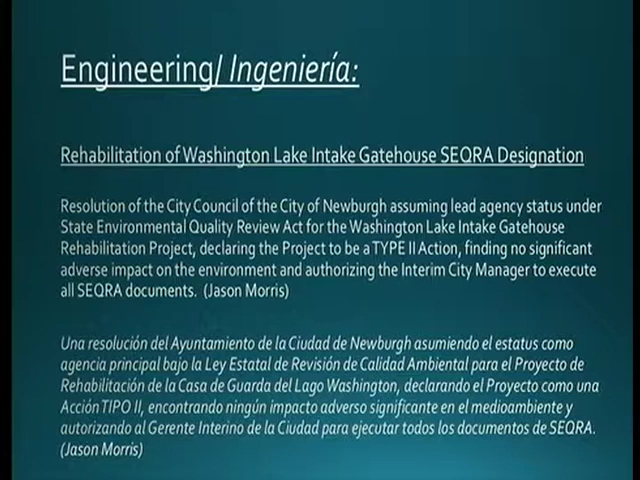 Engineering/ Ingeniería:
Rehabilitation of Washington Lake Intake Gatehouse SEQRA Designation
Resolution of the City Council of the City of Newburgh assuming lead agency status under
State Environmental Quality Review Act for the Washington Lake Intake Gatehouse
Rehabilitation Project, declaring the Project to be a TYPE II Action, finding no significant
adverse impact on the environment and authorizing the Interim City Manager to execute
all SEQRA documents.  (Jason Morris)
Una resolución del Ayuntamiento de la Ciudad de Newburgh asumiendo el estatus como
agencia principal bajo la Ley Estatal de Revisión de Calidad Ambiental para el Proyecto de
Rehabilitación de la Casa de Guarda del Lago Washington, declarando el Proyecto como una
Acción TIPO II, encontrando ningún impacto adverso significante en el medioambiente y
autorizando al Gerente Interino de la Ciudad para ejecutar todos los documentos de SEQRA.
(Jason Morris)